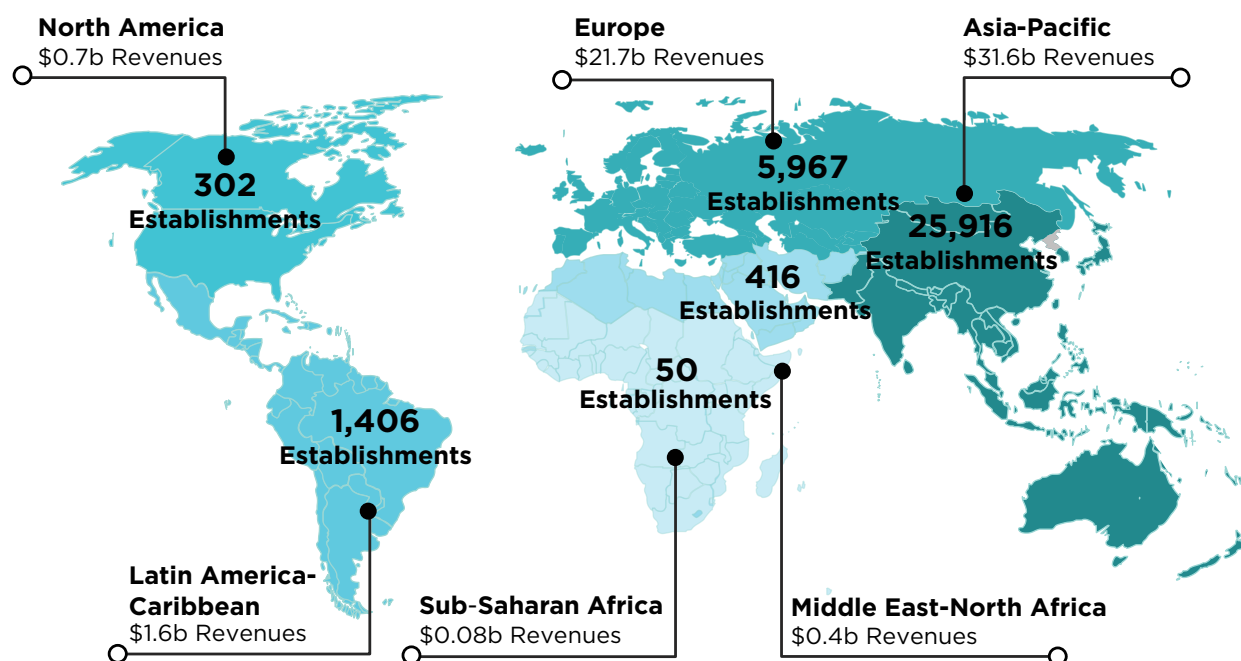 North America
$0.7b Revenues
Europe
$21.7b Revenues
Asia-Pacific
$31.6b Revenues
302
Establishments
5,967
Establishments
25,916
Establishments
416
Establishments
50
Establishments
1,406
Establishments
Latin America-
Caribbean
$1.6b Revenues
Sub-Saharan Africa
$0.08b Revenues
Middle East-North Africa
$0.4b Revenues